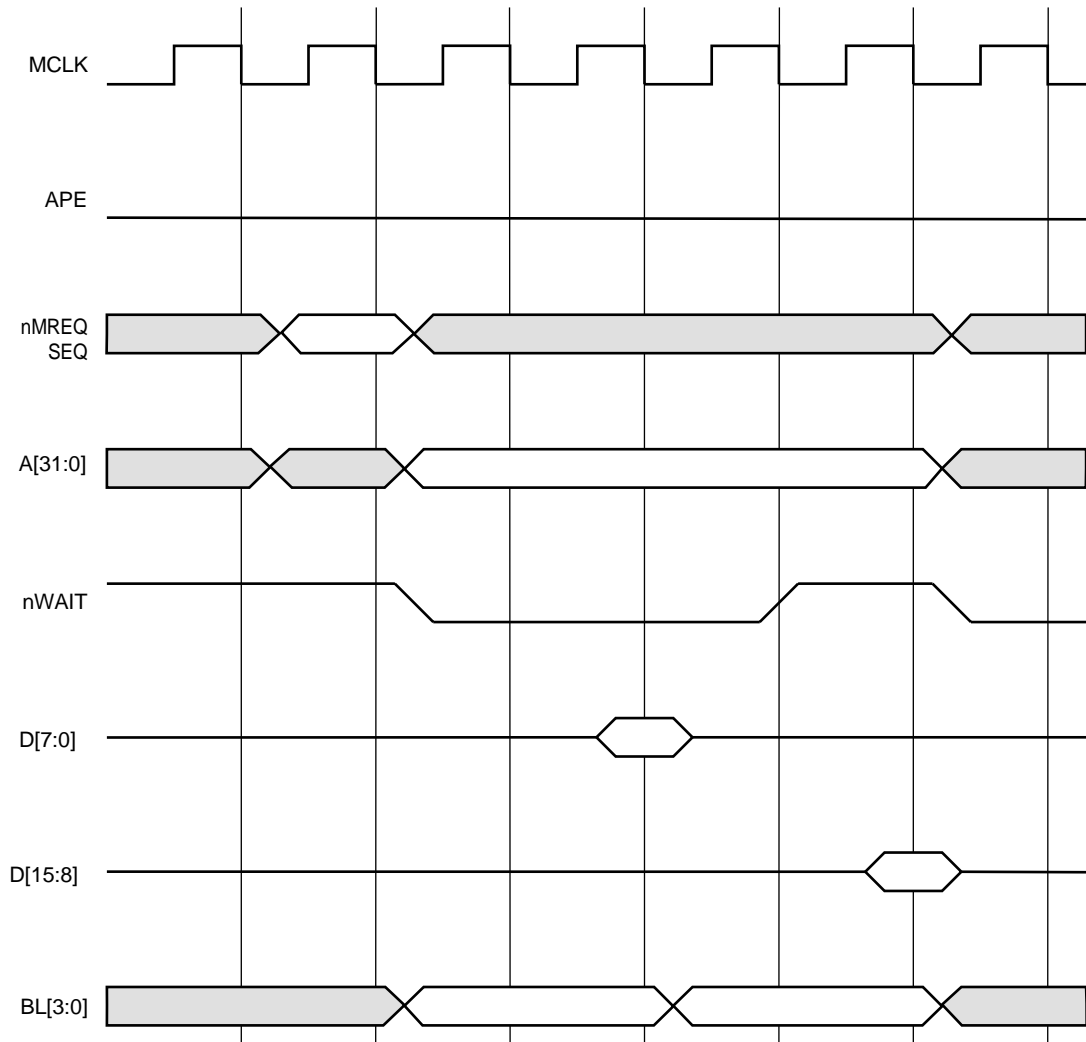 MCLK
APE
nMREQ
SEQ
A[31:0]
nWAIT
D[7:0]
D[15:8]
BL[3:0]